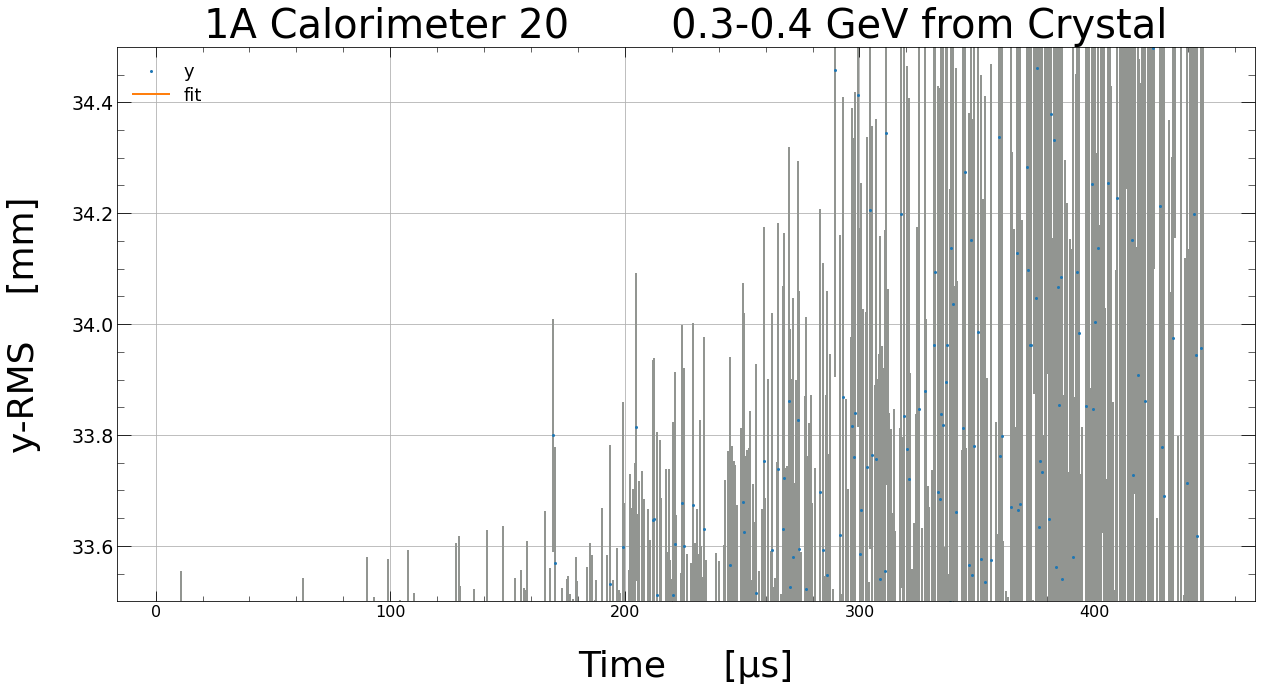 1A Calorimeter 20 0.3-0.4 GeV from Crystal
y
fit
34.4
34.2
34.0
33.8
33.6
y-RMS [mm]
0 100 200 300 400
Time [µs]